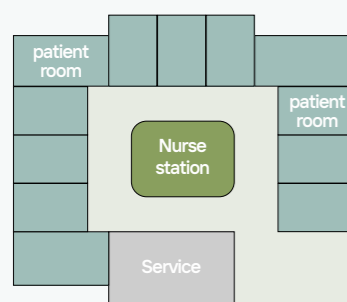 patient
room
patient
room
Nurse
station
Service